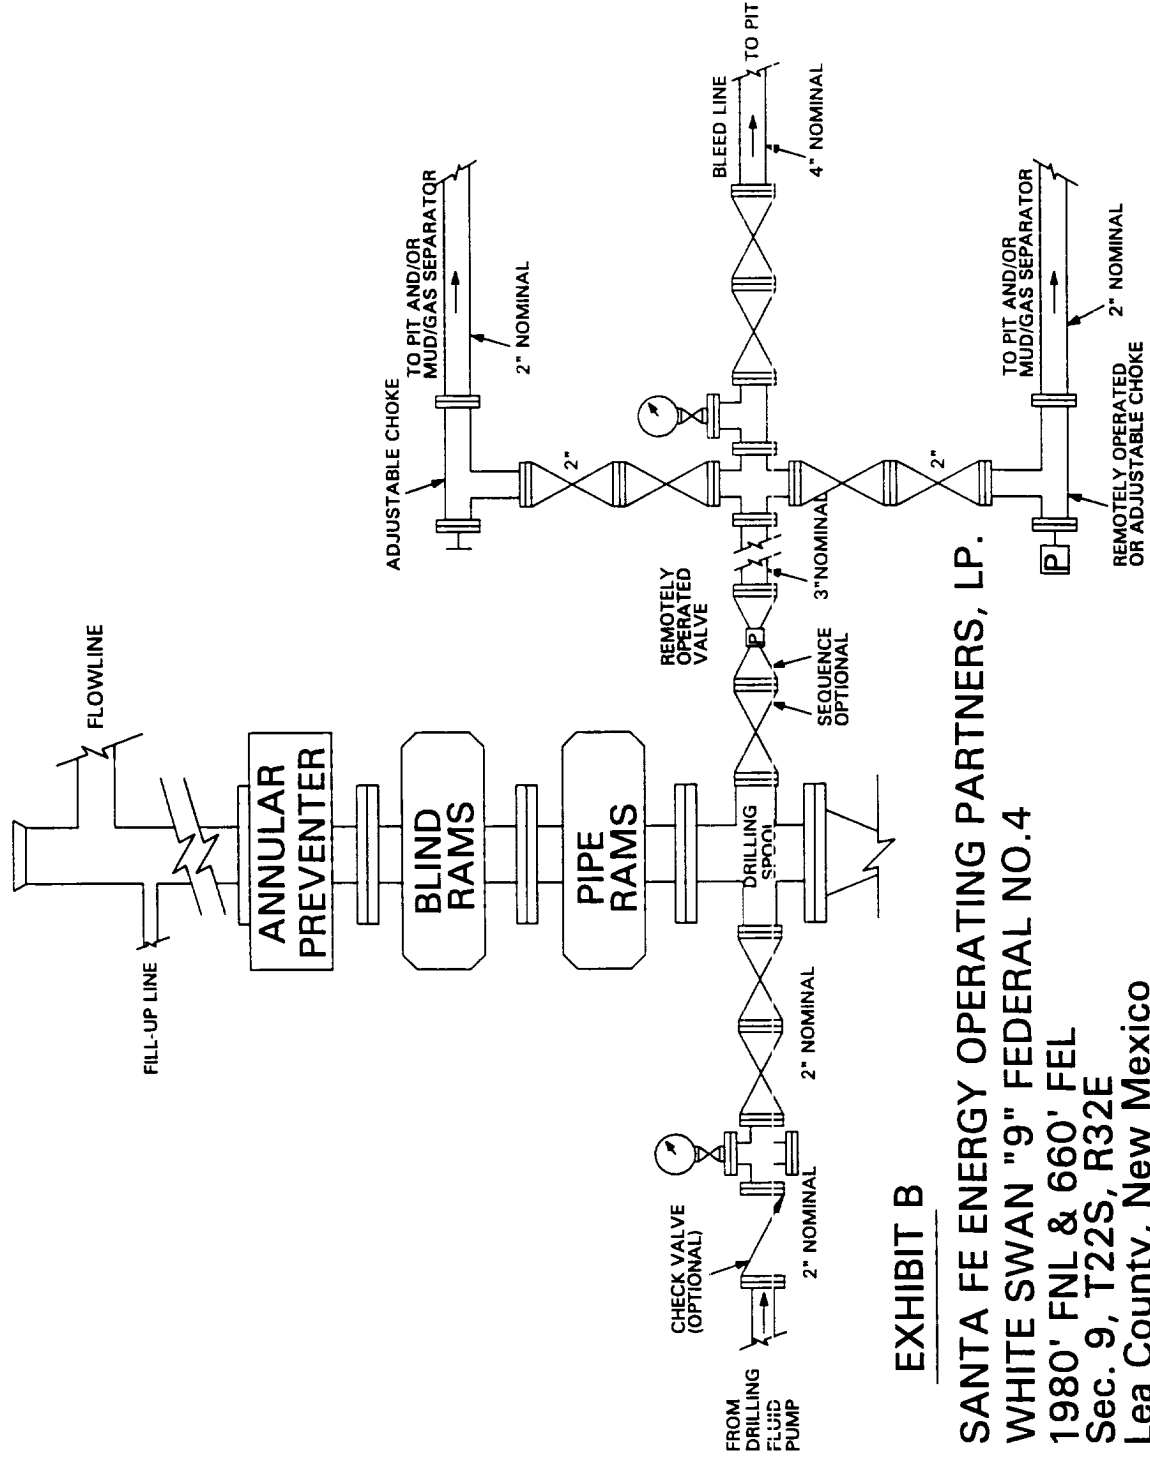 FLOWLINE
FILL-UP LINE
ANNULAR
PREVENTER
BLIND
RAMS
PIPE
RAMS
DRILLING
SPOOL
ADJUSTABLE CHOKE
TO PIT AND/OR
MUD/GAS SEPARATOR
2" NOMINAL
2"
BLEED LINE
TO PIT
4" NOMINAL
REMOTELY
OPERATED
VALVE
P
SEQUENCE
OPTIONAL
3"NOMINAL
2"
TO PIT AND/OR
MUD/GAS SEPARATOR
2" NOMINAL
P
REMOTELY OPERATED
OR ADJUSTABLE CHOKE
2" NOMINAL
CHECK VALVE
(OPTIONAL)
2" NOMINAL
FROM
DRILLING
FLUID
PUMP
EXHIBIT B
SANTA FE ENERGY OPERATING PARTNERS, LP.
WHITE SWAN "9" FEDERAL NO.4
1980' FNL & 660' FEL
Sec. 9, T22S, R32E
Lea County, New Mexico